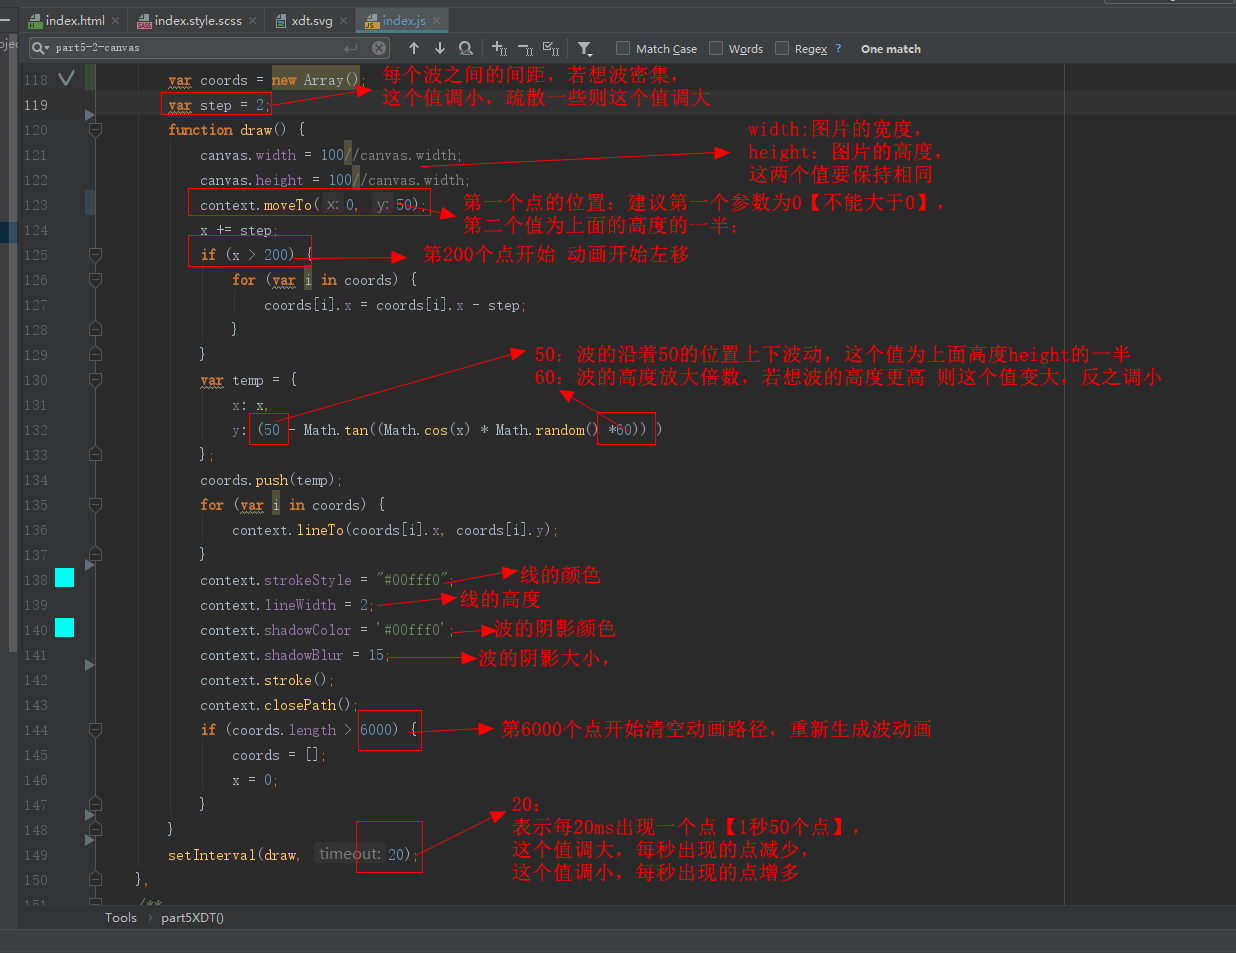 index.html × index.style.scss × xdt.svg × index.js ×
part5-2-canvas Match Case Words Regex ? One match
118 var coords = new Array(); 每个波之间的间距，若想波密集，
119 var step = 2; 这个值调小，疏散一些则这个值调大
120 function draw() { width:图片的宽度，
121 canvas.width = 100//canvas.width; height：图片的高度，
122 canvas.height = 100//canvas.width; 这两个值要保持相同
123 context.moveTo( x: 0, y: 50); 第一个点的位置：建议第一个参数为0【不能大于0】，
124 x += step; 第二个值为上面的高度的一半；
125 if (x > 200) { 第200个点开始 动画开始左移
126 for (var i in coords) {
127 coords[i].x = coords[i].x - step;
128 }
129 } 50：波的沿着50的位置上下波动，这个值为上面高度height的一半
130 var temp = { 60：波的高度放大倍数，若想波的高度更高 则这个值变大，反之调小
131 x: x,
132 y: (50 - Math.tan((Math.cos(x) * Math.random() *60)) )
133 };
134 coords.push(temp);
135 for (var i in coords) {
136 context.lineTo(coords[i].x, coords[i].y);
137 }
138 context.strokeStyle = "#00fff0"; 线的颜色
139 context.lineWidth = 2; 线的高度
140 context.shadowColor = '#00fff0'; 波的阴影颜色
141 context.shadowBlur = 15; 波的阴影大小，
142 context.stroke();
143 context.closePath();
144 if (coords.length > 6000) { 第6000个点开始清空动画路径，重新生成波动画
145 coords = [];
146 x = 0;
147 } 20：
148 } 表示每20ms出现一个点【1秒50个点】，
149 setInterval(draw, timeout: 20); 这个值调大，每秒出现的点减少，
150 }, 这个值调小，每秒出现的点增多
151 /**
Tools › part5XDT()